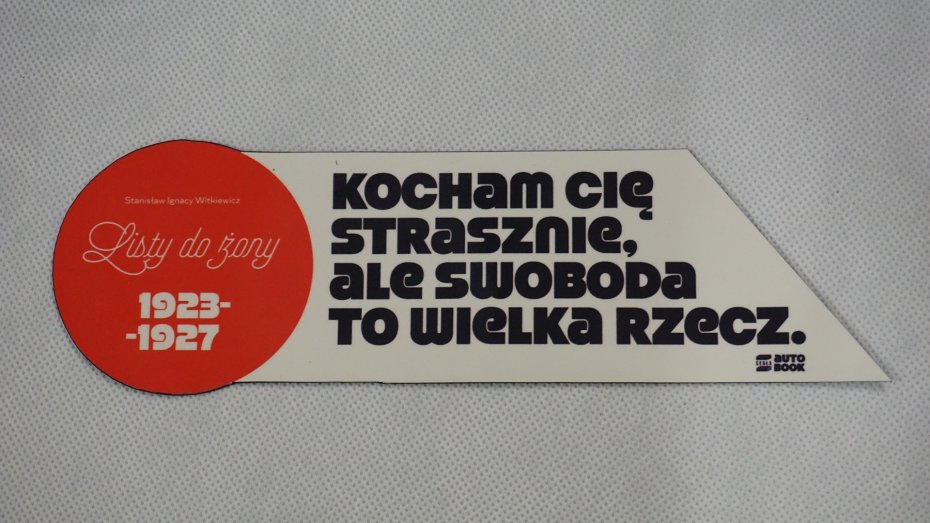 Stanisław Ignacy Witkiewicz
Listy do żony
1923-
-1927
KOCHAM CIĘ
STRASZNIE,
ALE SWOBODA
TO WIELKA RZECZ.
AUTO
BOOK